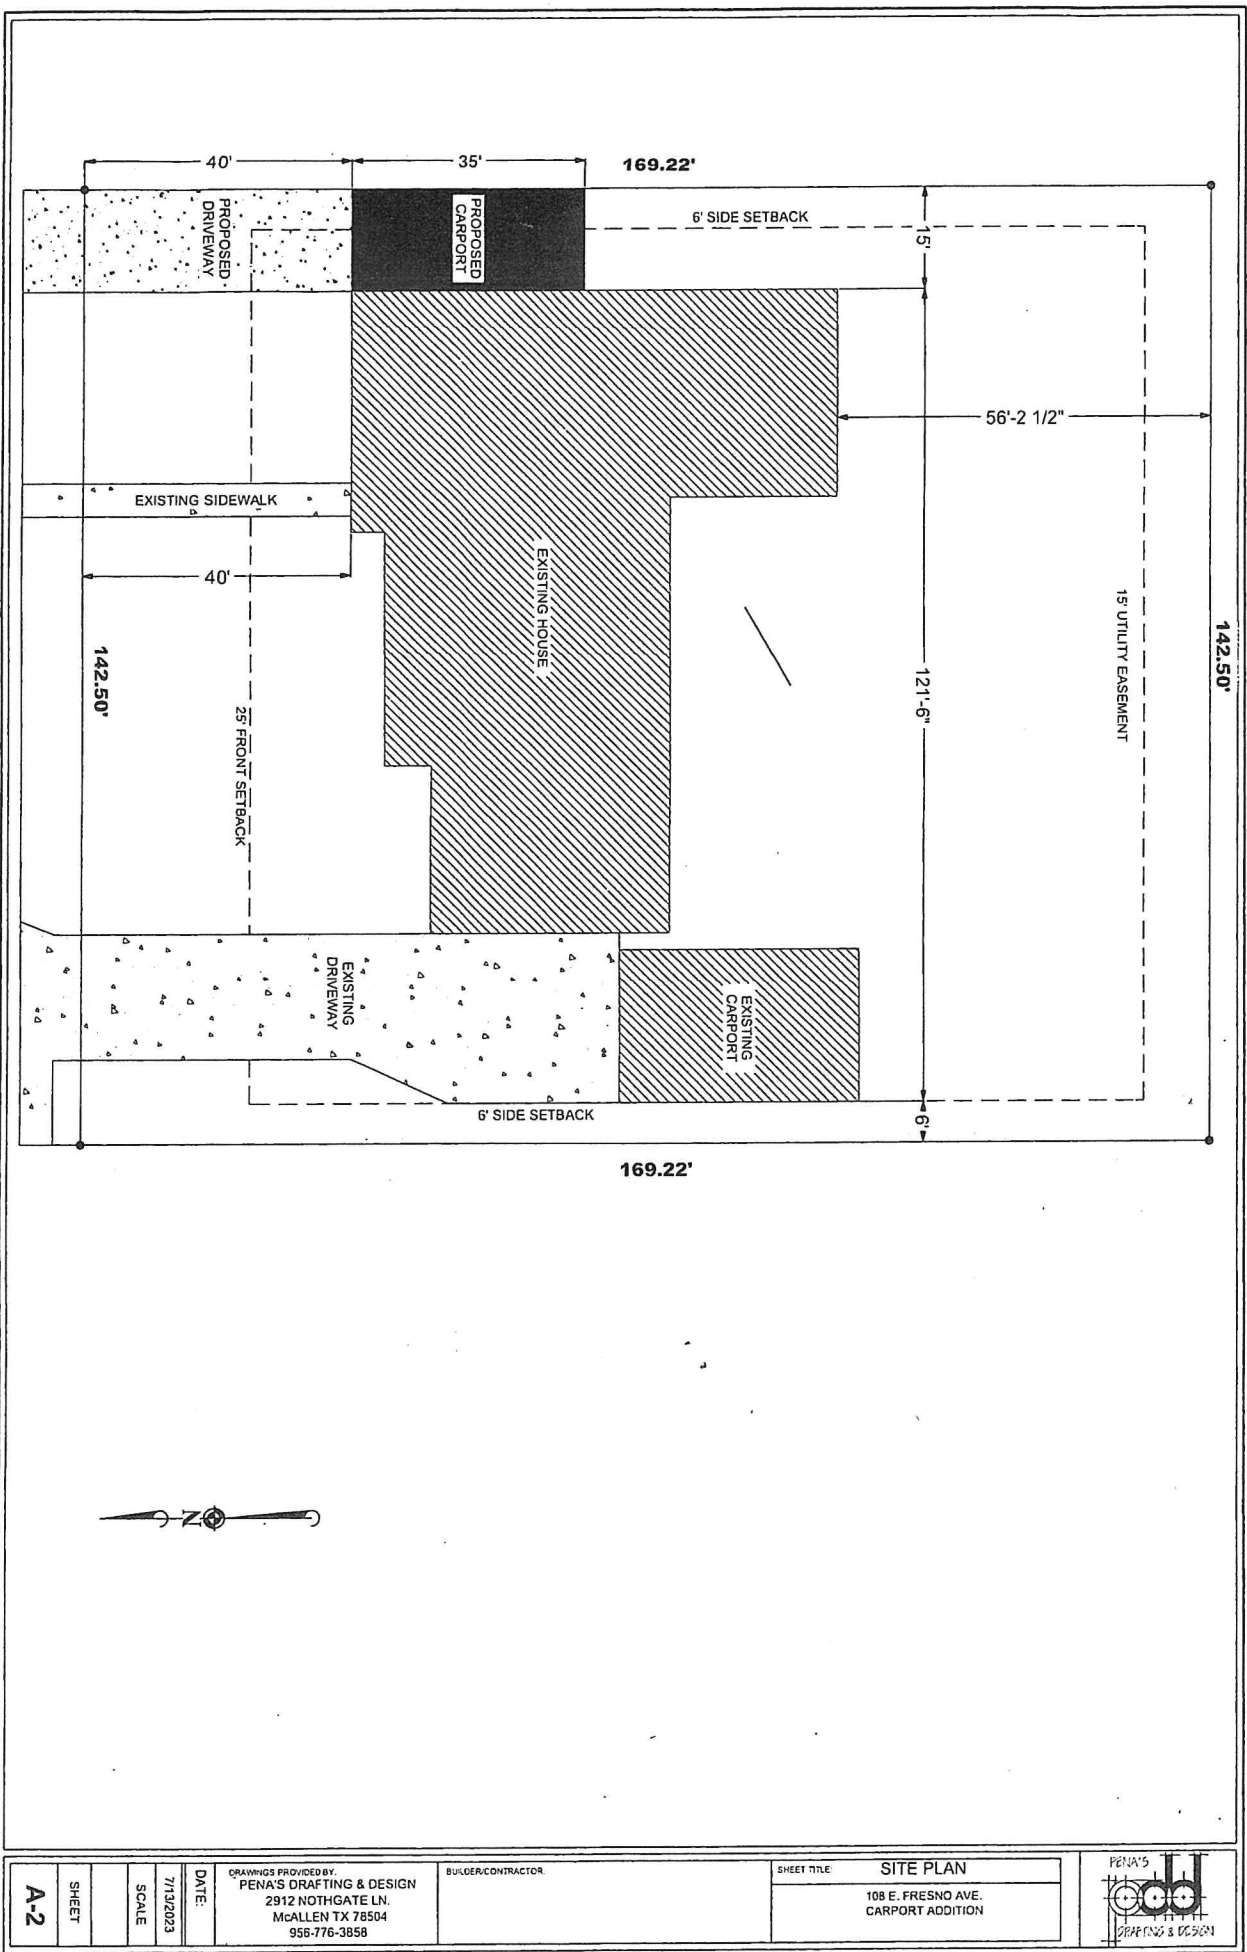 40'
35'
169.22'
PROPOSED
DRIVEWAY
PROPOSED
CARPORT
6' SIDE SETBACK
15'
56'-2 1/2"
EXISTING SIDEWALK
40'
EXISTING HOUSE
142.50'
25' FRONT SETBACK
121'-6"
15' UTILITY EASEMENT
142.50'
EXISTING
DRIVEWAY
EXISTING
CARPORT
6' SIDE SETBACK
6'
169.22'
N
A-2
SHEET
SCALE
7/13/2023
DATE:
DRAWINGS PROVIDED BY:
PENA'S DRAFTING & DESIGN
2912 NOTHGATE LN.
McALLEN TX 78504
956-776-3858
BUILDER/CONTRACTOR:
SHEET TITLE:
SITE PLAN
108 E. FRESNO AVE.
CARPORT ADDITION
PENA'S
DRAFTING & DESIGN